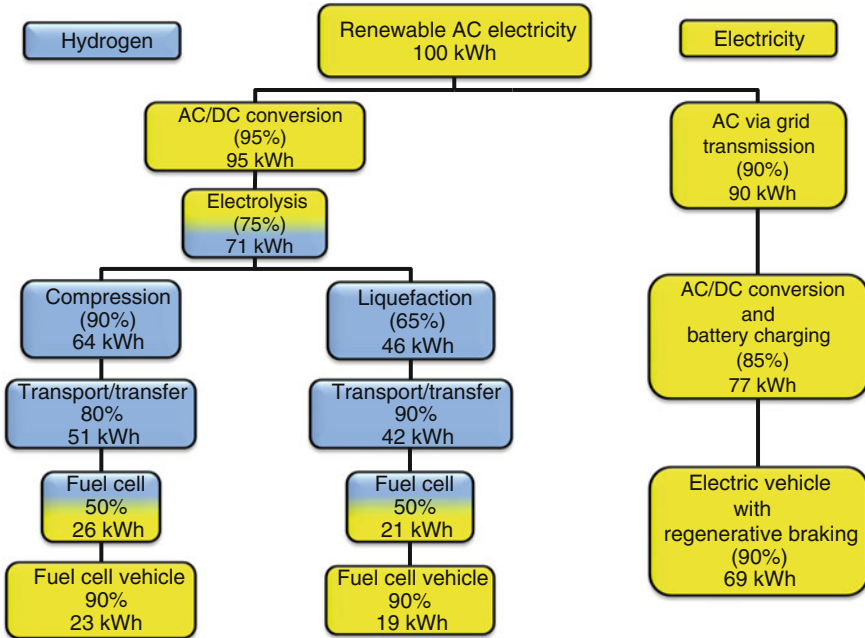 Hydrogen
Renewable AC electricity
100 kWh
Electricity
AC/DC conversion
(95%)
95 kWh
AC via grid
transmission
(90%)
90 kWh
Electrolysis
(75%)
71 kWh
Compression
(90%)
64 kWh
Liquefaction
(65%)
46 kWh
AC/DC conversion
and
battery charging
(85%)
77 kWh
Transport/transfer
80%
51 kWh
Transport/transfer
90%
42 kWh
Fuel cell
50%
26 kWh
Fuel cell
50%
21 kWh
Electric vehicle
with
regenerative braking
(90%)
69 kWh
Fuel cell vehicle
90%
23 kWh
Fuel cell vehicle
90%
19 kWh